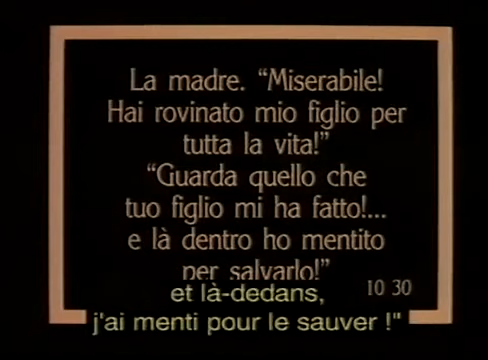 La madre. “Miserabile!
Hai rovinato mio figlio per
tutta la vita!”
“Guarda quello che
tuo figlio mi ha fatto!...
e là dentro ho mentito
per salvarlo!”
10 30
et là-dedans,
j'ai menti pour le sauver !"